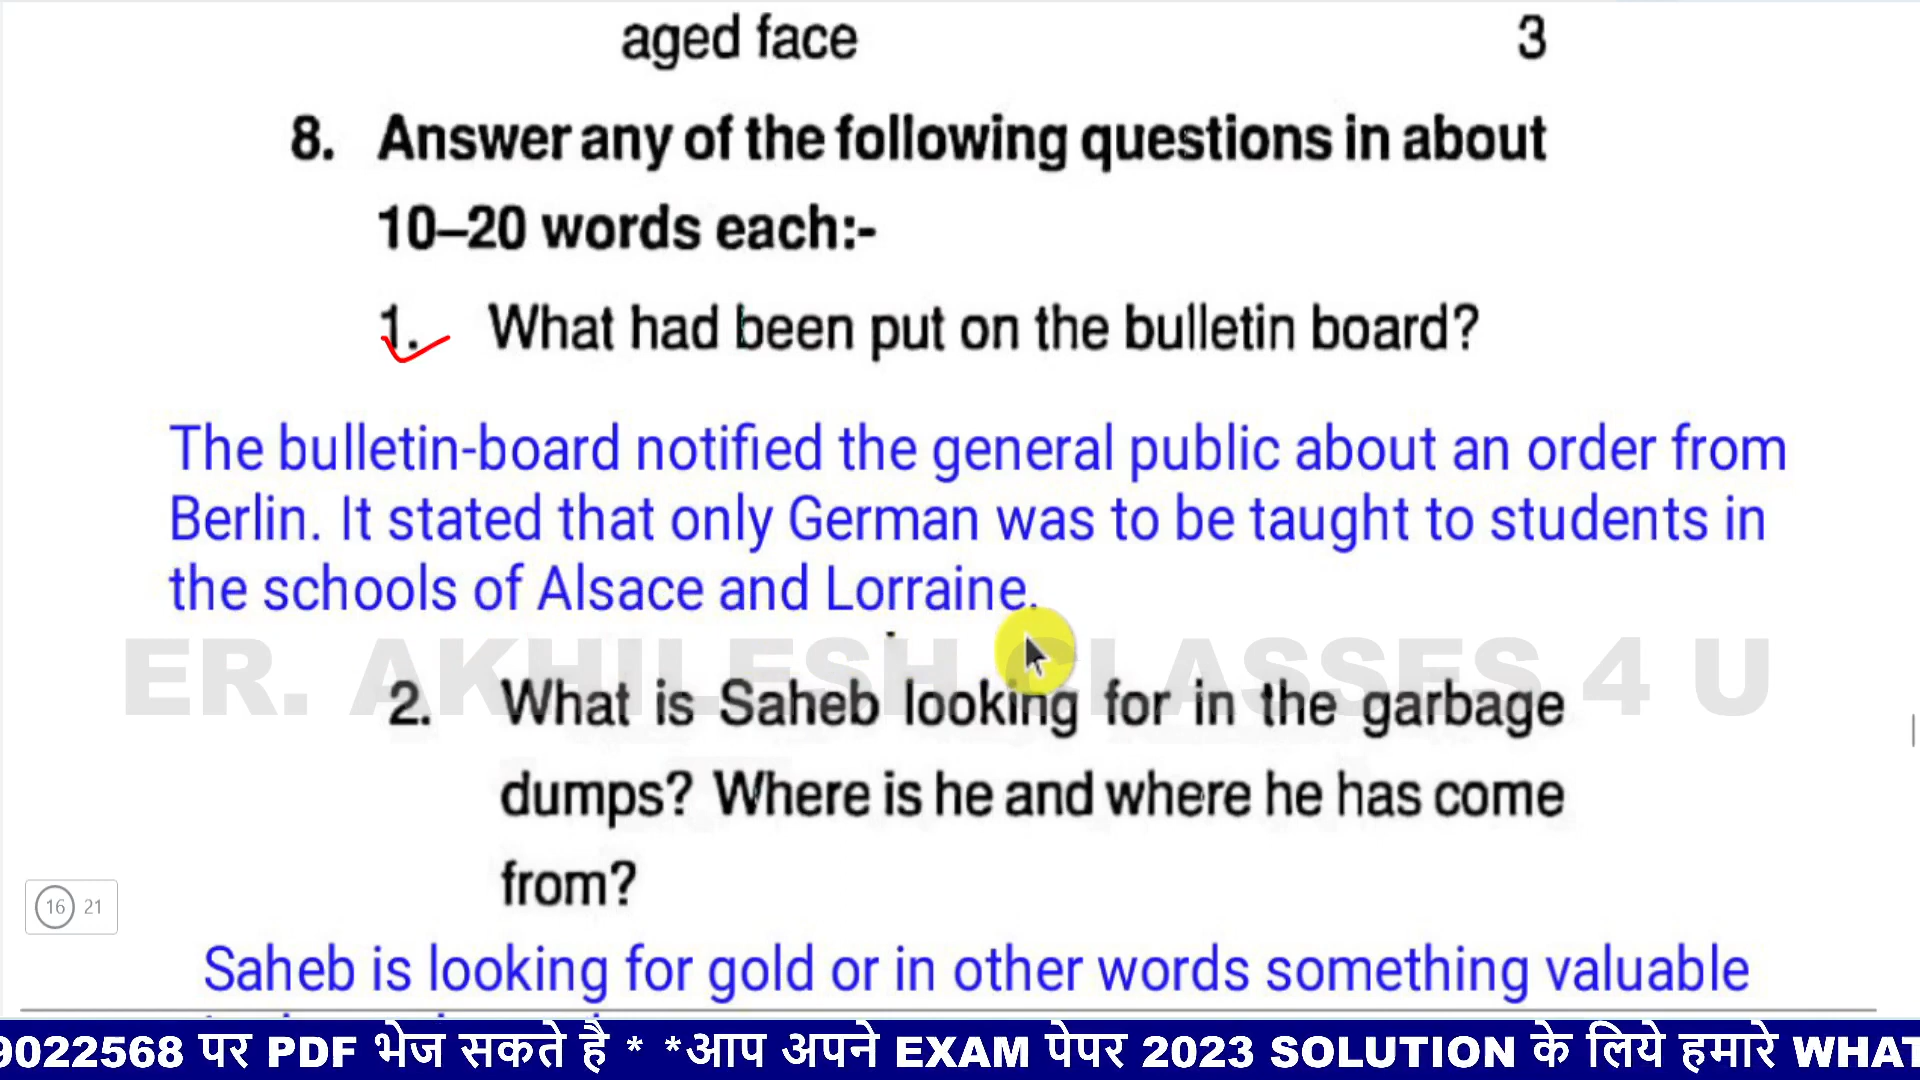 aged face 3
8. Answer any of the following questions in about
10–20 words each:-
1. What had been put on the bulletin board?
The bulletin-board notified the general public about an order from
Berlin. It stated that only German was to be taught to students in
the schools of Alsace and Lorraine.
ER. AKHILESH CLASSES 4 U
2. What is Saheb looking for in the garbage
dumps? Where is he and where he has come
from?
16 21
Saheb is looking for gold or in other words something valuable
9022568 पर PDF भेज सकते है * *आप अपने EXAM पेपर 2023 SOLUTION के लिये हमारे WHAT